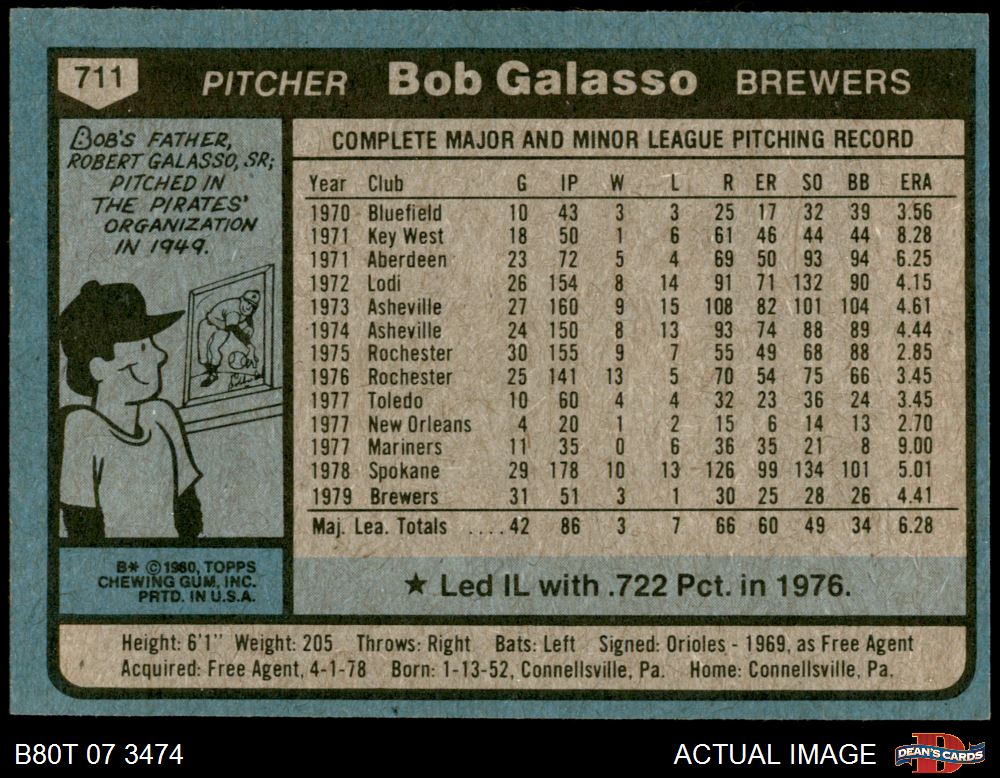 711 PITCHER Bob Galasso BREWERS
BOB'S FATHER,
ROBERT GALASSO, SR;
PITCHED IN
THE PIRATES'
ORGANIZATION
IN 1949.
COMPLETE MAJOR AND MINOR LEAGUE PITCHING RECORD
Year Club G IP W L R ER SO BB ERA
1970 Bluefield 10 43 3 3 25 17 32 39 3.56
1971 Key West 18 50 1 6 61 46 44 44 8.28
1971 Aberdeen 23 72 5 4 69 50 93 94 6.25
1972 Lodi 26 154 8 14 91 71 132 90 4.15
1973 Asheville 27 160 9 15 108 82 101 104 4.61
1974 Asheville 24 150 8 13 93 74 88 89 4.44
1975 Rochester 30 155 9 7 55 49 68 88 2.85
1976 Rochester 25 141 13 5 70 54 75 66 3.45
1977 Toledo 10 60 4 4 32 23 36 24 3.45
1977 New Orleans 4 20 1 2 15 6 14 13 2.70
1977 Mariners 11 35 0 6 36 35 21 8 9.00
1978 Spokane 29 178 10 13 126 99 134 101 5.01
1979 Brewers 31 51 3 1 30 25 28 26 4.41
Maj. Lea. Totals ....42 86 3 7 66 60 49 34 6.28
B* ©1980, TOPPS
CHEWING GUM, INC.
PRTD. IN U.S.A.
★ Led IL with .722 Pct. in 1976.
Height: 6'1" Weight: 205 Throws: Right Bats: Left Signed: Orioles - 1969, as Free Agent
Acquired: Free Agent, 4-1-78 Born: 1-13-52, Connellsville, Pa. Home: Connellsville, Pa.
B80T 07 3474 ACTUAL IMAGE DEAN'S CARDS